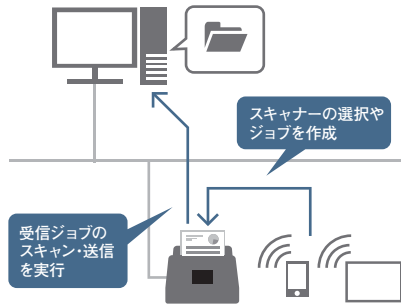 スキャナーの選択や
ジョブを作成
受信ジョブの
スキャン・送信
を実行